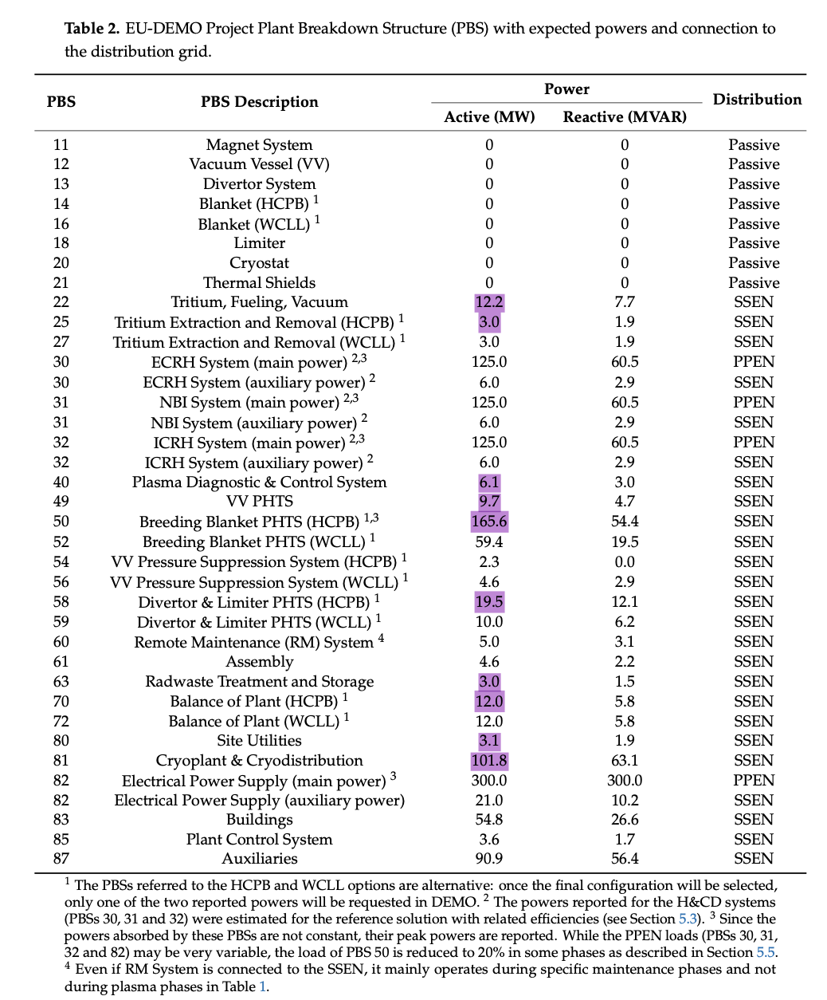 Table 2. EU-DEMO Project Plant Breakdown Structure (PBS) with expected powers and connection to
the distribution grid.
PBS PBS Description Power Distribution
Active (MW) Reactive (MVAR)
11 Magnet System 0 0 Passive
12 Vacuum Vessel (VV) 0 0 Passive
13 Divertor System 0 0 Passive
14 Blanket (HCPB) 1 0 0 Passive
16 Blanket (WCLL) 1 0 0 Passive
18 Limiter 0 0 Passive
20 Cryostat 0 0 Passive
21 Thermal Shields 0 0 Passive
22 Tritium, Fueling, Vacuum 12.2 7.7 SSEN
25 Tritium Extraction and Removal (HCPB) 1 3.0 1.9 SSEN
27 Tritium Extraction and Removal (WCLL) 1 3.0 1.9 SSEN
30 ECRH System (main power) 2,3 125.0 60.5 PPEN
30 ECRH System (auxiliary power) 2 6.0 2.9 SSEN
31 NBI System (main power) 2,3 125.0 60.5 PPEN
31 NBI System (auxiliary power) 2 6.0 2.9 SSEN
32 ICRH System (main power) 2,3 125.0 60.5 PPEN
32 ICRH System (auxiliary power) 2 6.0 2.9 SSEN
40 Plasma Diagnostic & Control System 6.1 3.0 SSEN
49 VV PHTS 9.7 4.7 SSEN
50 Breeding Blanket PHTS (HCPB) 1,3 165.6 54.4 SSEN
52 Breeding Blanket PHTS (WCLL) 1 59.4 19.5 SSEN
54 VV Pressure Suppression System (HCPB) 1 2.3 0.0 SSEN
56 VV Pressure Suppression System (WCLL) 1 4.6 2.9 SSEN
58 Divertor & Limiter PHTS (HCPB) 1 19.5 12.1 SSEN
59 Divertor & Limiter PHTS (WCLL) 1 10.0 6.2 SSEN
60 Remote Maintenance (RM) System 4 5.0 3.1 SSEN
61 Assembly 4.6 2.2 SSEN
63 Radwaste Treatment and Storage 3.0 1.5 SSEN
70 Balance of Plant (HCPB) 1 12.0 5.8 SSEN
72 Balance of Plant (WCLL) 1 12.0 5.8 SSEN
80 Site Utilities 3.1 1.9 SSEN
81 Cryoplant & Cryodistribution 101.8 63.1 SSEN
82 Electrical Power Supply (main power) 3 300.0 300.0 PPEN
82 Electrical Power Supply (auxiliary power) 21.0 10.2 SSEN
83 Buildings 54.8 26.6 SSEN
85 Plant Control System 3.6 1.7 SSEN
87 Auxiliaries 90.9 56.4 SSEN
1 The PBSs referred to the HCPB and WCLL options are alternative: once the final configuration will be selected,
only one of the two reported powers will be requested in DEMO. 2 The powers reported for the H&CD systems
(PBSs 30, 31 and 32) were estimated for the reference solution with related efficiencies (see Section 5.3). 3 Since the
powers absorbed by these PBSs are not constant, their peak powers are reported. While the PPEN loads (PBSs 30, 31,
32 and 82) may be very variable, the load of PBS 50 is reduced to 20% in some phases as described in Section 5.5.
4 Even if RM System is connected to the SSEN, it mainly operates during specific maintenance phases and not
during plasma phases in Table 1.